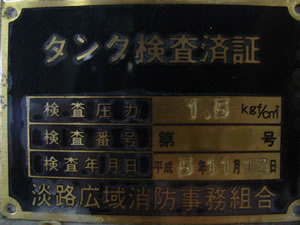 タンク検査済証
検査圧力 1.5 kgf/cm²
検査番号 第 号
検査年月日 平成 5年11月12日
淡路広域消防事務組合